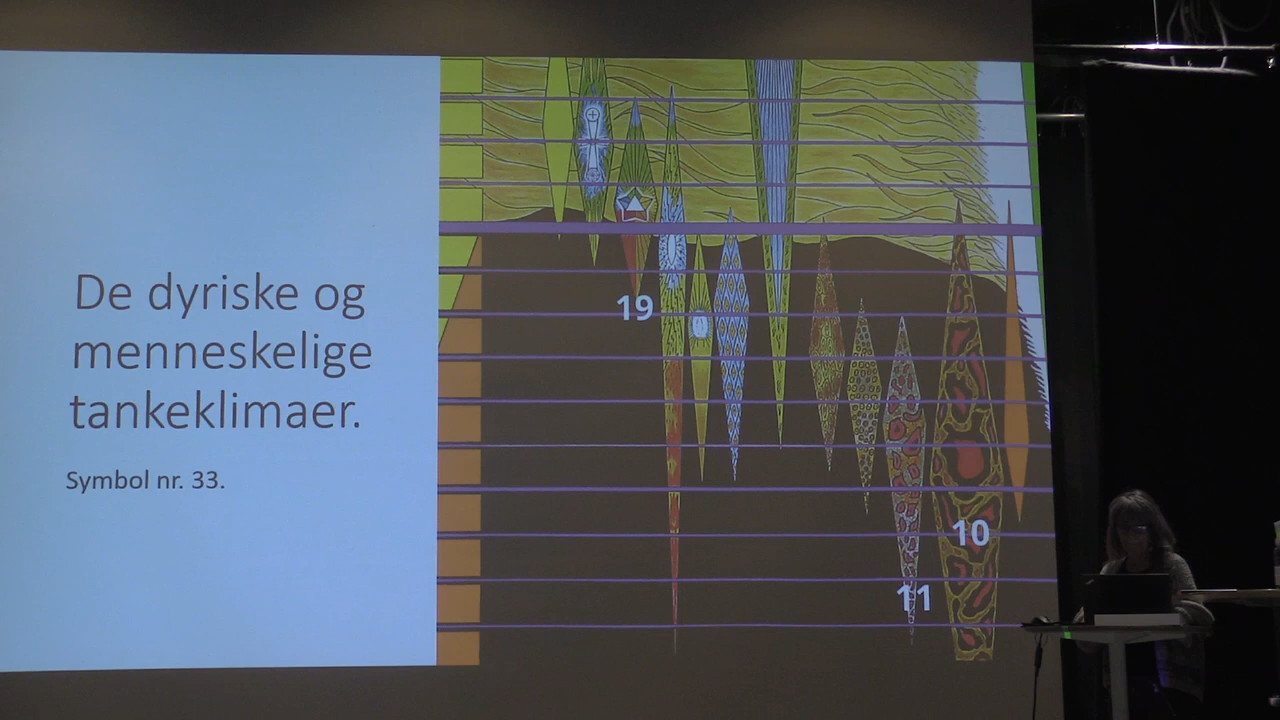 De dyriske og
menneskelige
tankeklimaer.
Symbol nr. 33.
19
10
11